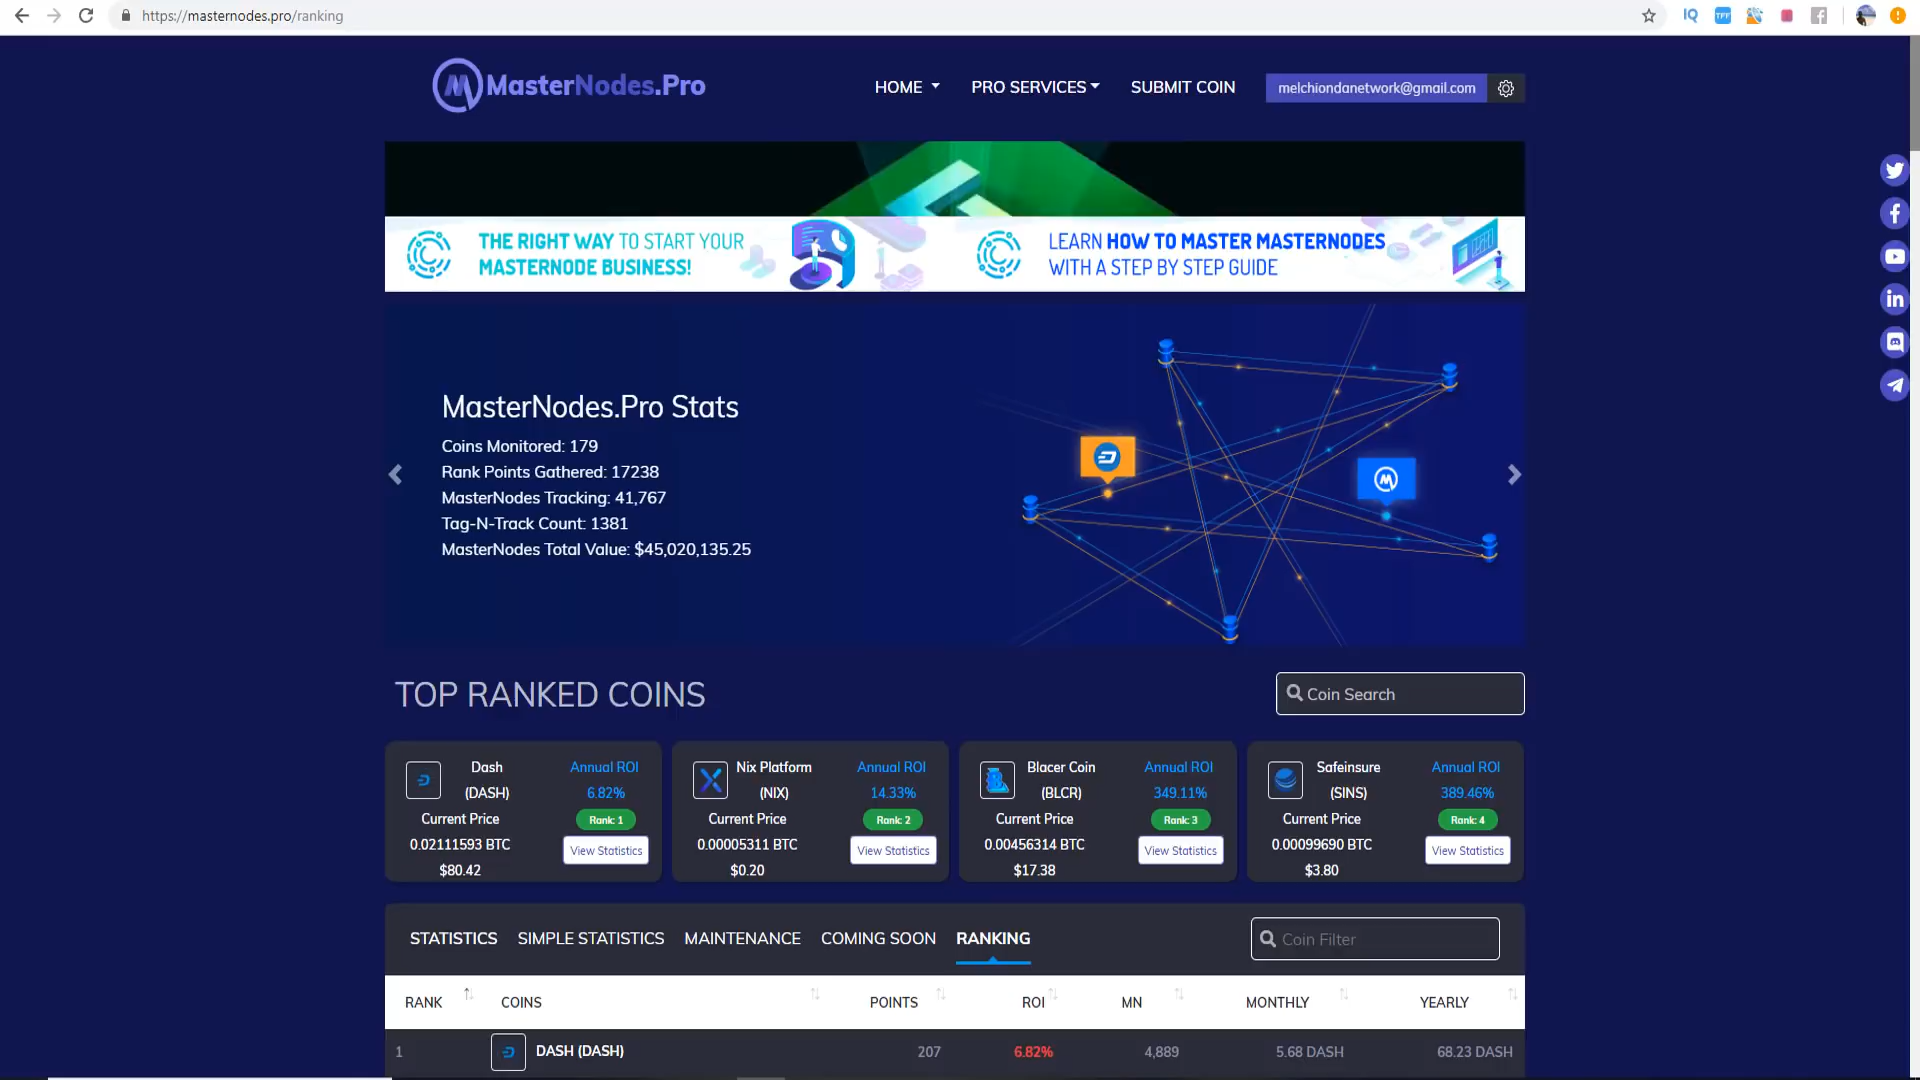 https://masternodes.pro/ranking
IQ
TFF
MasterNodes.Pro
HOME
PRO SERVICES
SUBMIT COIN
melchiondanetwork@gmail.com
THE RIGHT WAY TO START YOUR
MASTERNODE BUSINESS!
LEARN HOW TO MASTER MASTERNODES
WITH A STEP BY STEP GUIDE
MasterNodes.Pro Stats
Coins Monitored: 179
Rank Points Gathered: 17238
MasterNodes Tracking: 41,767
Tag-N-Track Count: 1381
MasterNodes Total Value: $45,020,135.25
TOP RANKED COINS
Coin Search
Dash
(DASH)
Annual ROI
6.82%
Current Price
Rank: 1
0.02111593 BTC
$80.42
View Statistics
Nix Platform
(NIX)
Annual ROI
14.33%
Current Price
Rank: 2
0.00005311 BTC
$0.20
View Statistics
Blacer Coin
(BLCR)
Annual ROI
349.11%
Current Price
Rank: 3
0.00456314 BTC
$17.38
View Statistics
Safeinsure
(SINS)
Annual ROI
389.46%
Current Price
Rank: 4
0.00099690 BTC
$3.80
View Statistics
STATISTICS
SIMPLE STATISTICS
MAINTENANCE
COMING SOON
RANKING
Coin Filter
RANK COINS POINTS ROI MN MONTHLY YEARLY
1 DASH (DASH) 207 6.82% 4,889 5.68 DASH 68.23 DASH